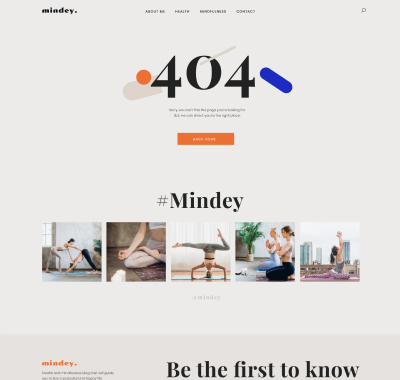 mindey.
ABOUT ME HEALTH MINDFULNESS CONTACT
404
Sorry, we can't find the page you're looking for.
But we can direct you to the right place.
BACK HOME
#Mindey
@mindey
mindey.
Be the first to know